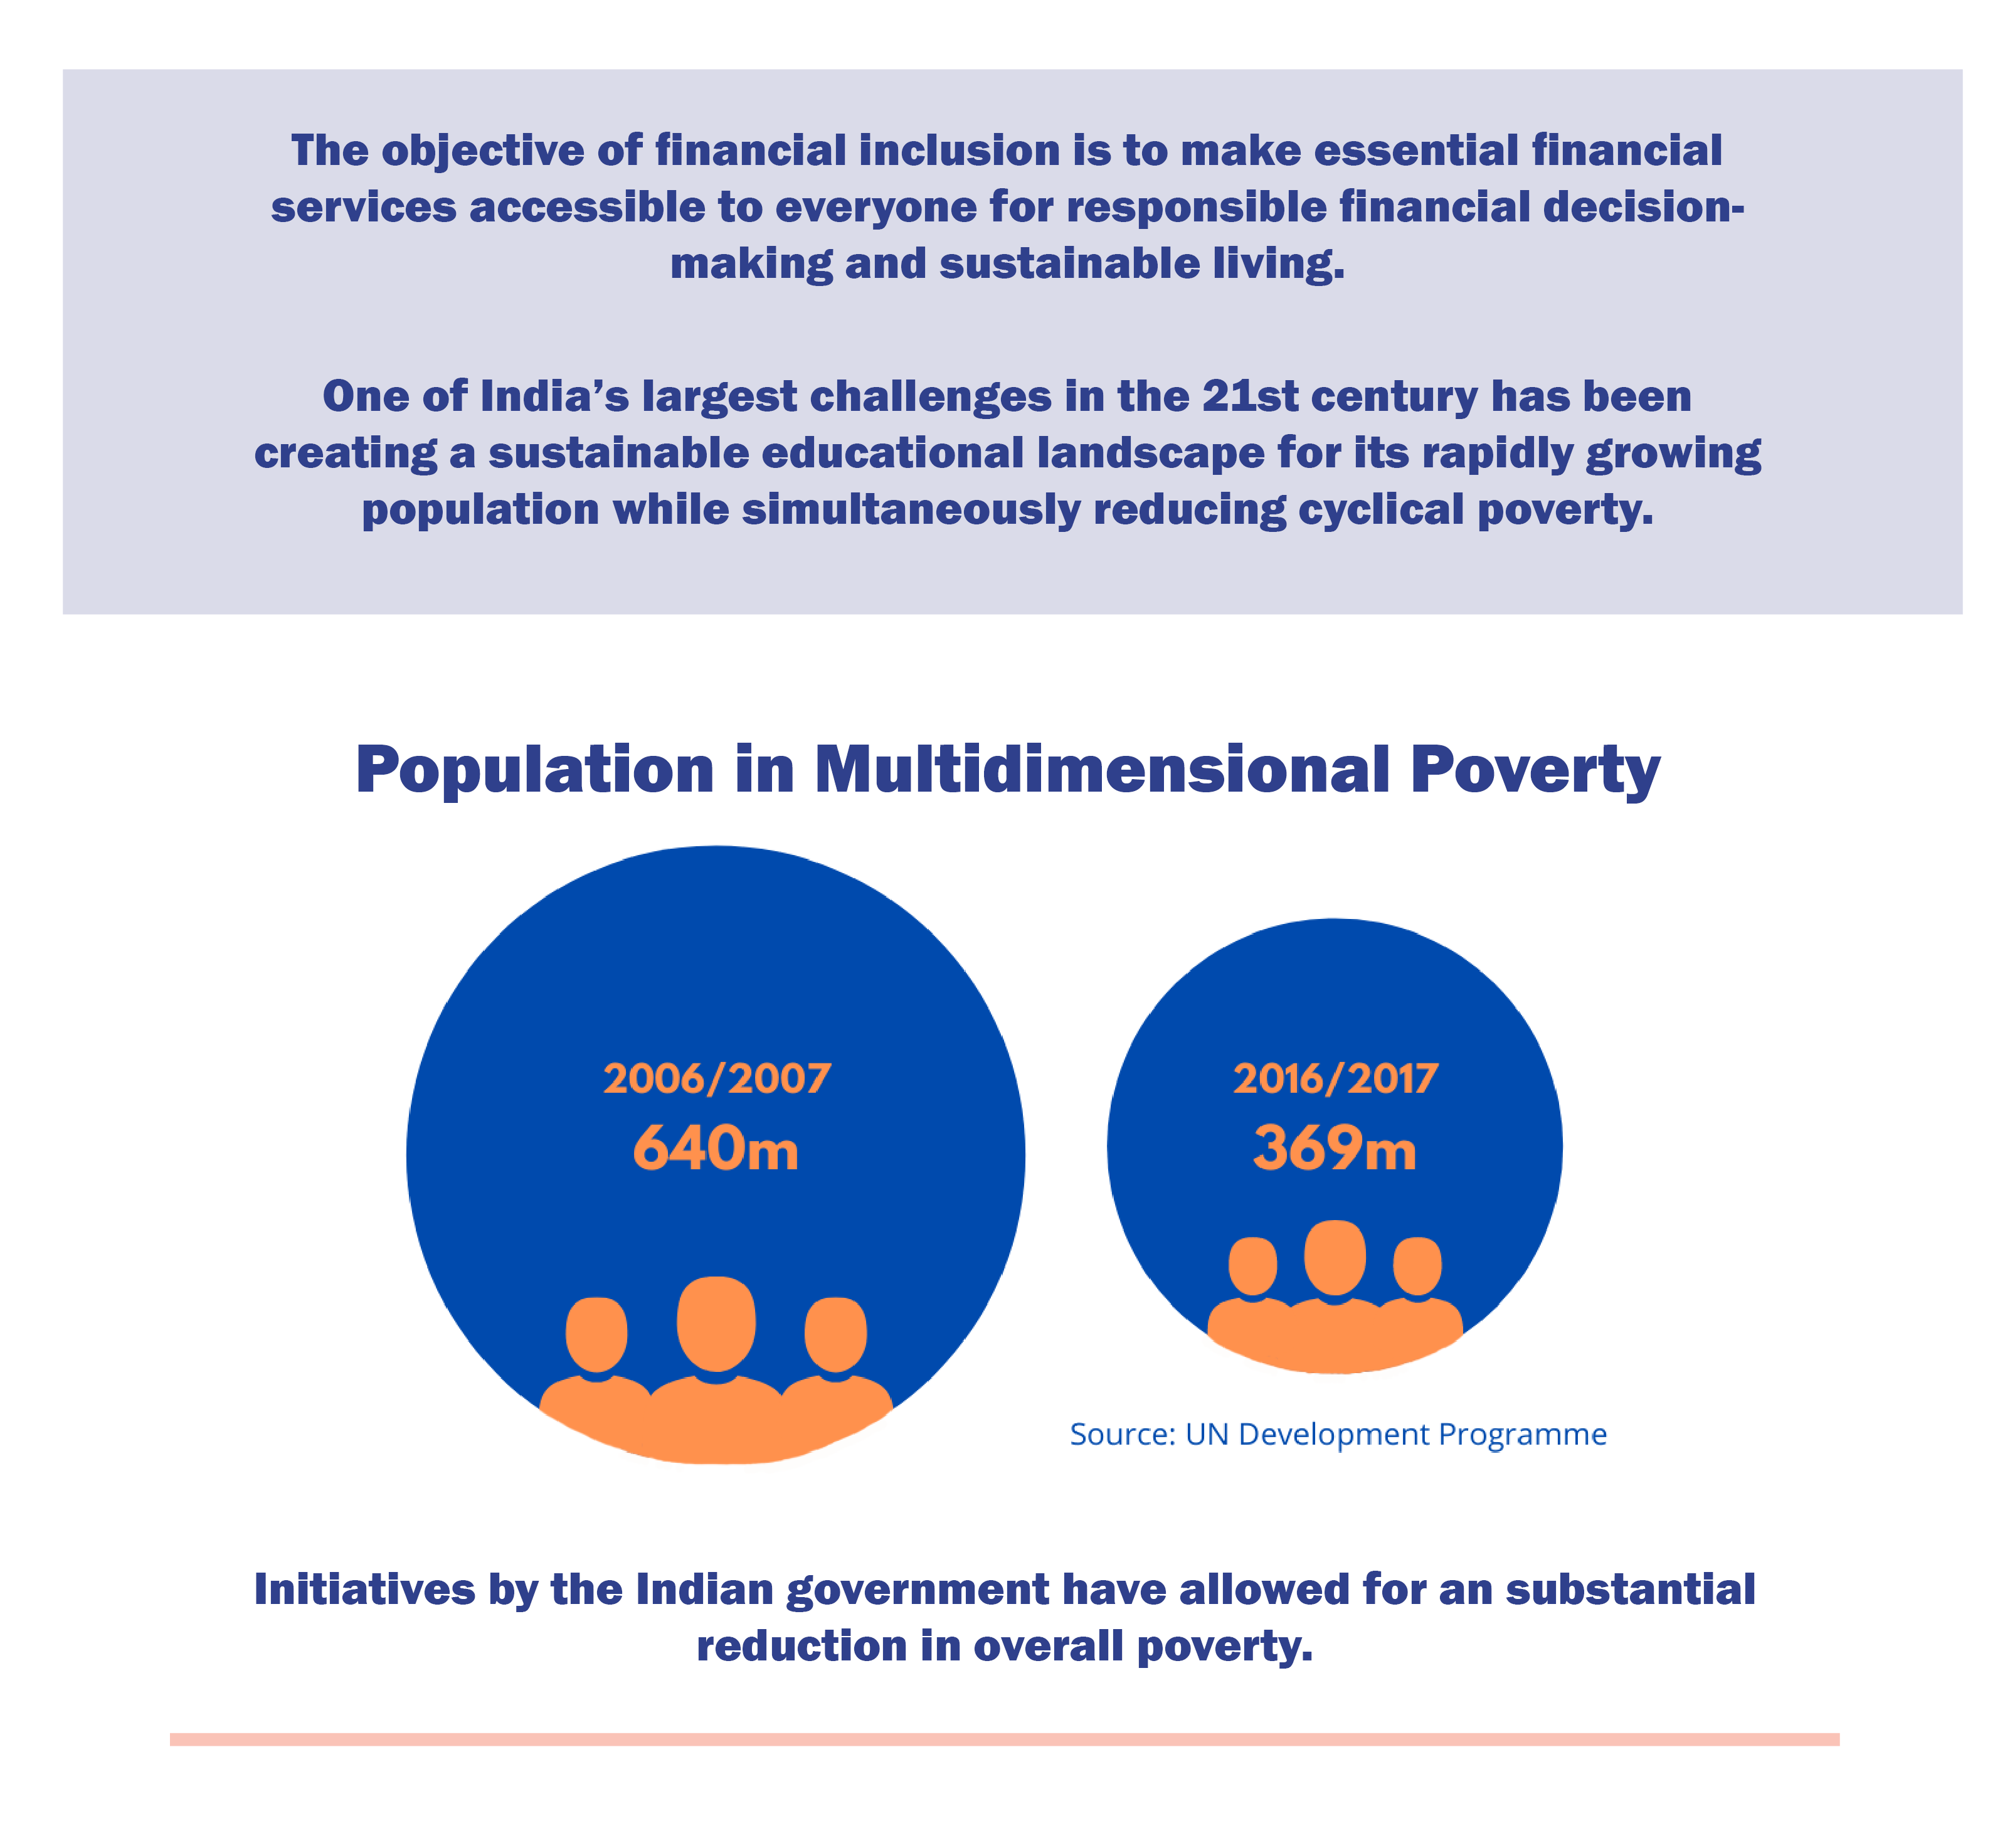 The objective of financial inclusion is to make essential financial
services accessible to everyone for responsible financial decision-
making and sustainable living.
One of India’s largest challenges in the 21st century has been
creating a sustainable educational landscape for its rapidly growing
population while simultaneously reducing cyclical poverty.
Population in Multidimensional Poverty
2006/2007
640m
2016/2017
369m
Source: UN Development Programme
Initiatives by the Indian government have allowed for an substantial
reduction in overall poverty.